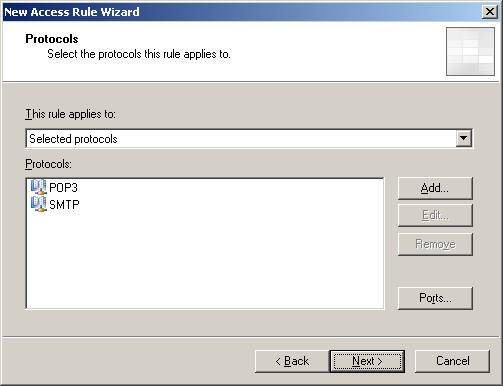 New Access Rule Wizard
Protocols
Select the protocols this rule applies to.
This rule applies to:
Selected protocols
Protocols:
POP3
SMTP
Add...
Edit...
Remove
Ports...
< Back
Next >
Cancel